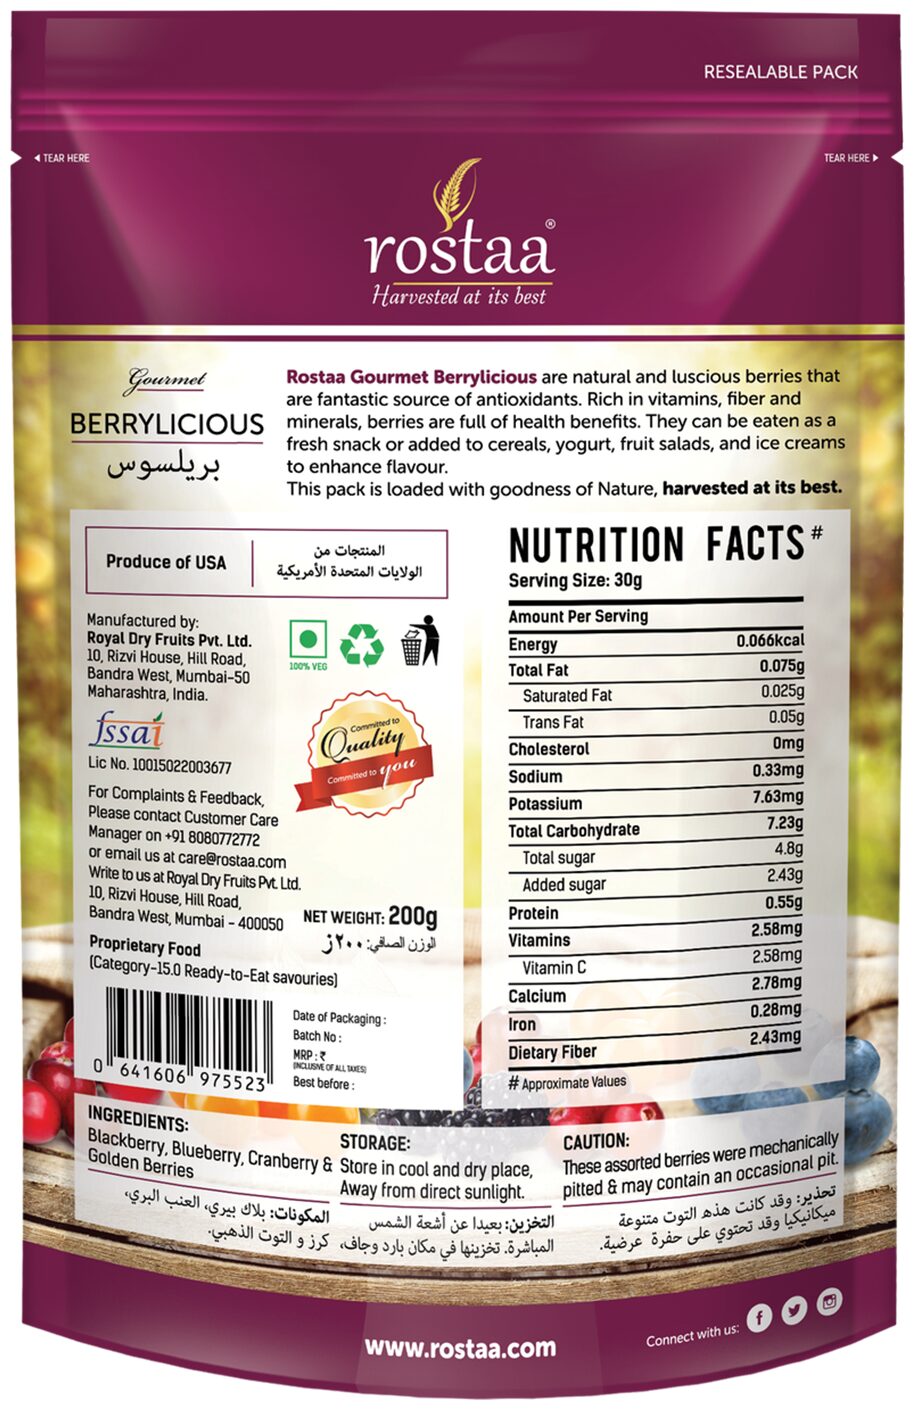 RESEALABLE PACK
TEAR HERE
TEAR HERE
rostaa®
Harvested at its best
Gourmet
BERRYLICIOUS
بريلسوس
Rostaa Gourmet Berrylicious are natural and luscious berries that
are fantastic source of antioxidants. Rich in vitamins, fiber and
minerals, berries are full of health benefits. They can be eaten as a
fresh snack or added to cereals, yogurt, fruit salads, and ice creams
to enhance flavour.
This pack is loaded with goodness of Nature, harvested at its best.
Produce of USA
المنتجات من
الولايات المتحدة الأمريكية
Manufactured by:
Royal Dry Fruits Pvt. Ltd.
10, Rizvi House, Hill Road,
Bandra West, Mumbai-50
Maharashtra, India.
100% VEG
fssai
Lic No. 10015022003677
Committed to
Quality
Committed to you
For Complaints & Feedback,
Please contact Customer Care
Manager on +91 8080772772
or email us at care@rostaa.com
Write to us at Royal Dry Fruits Pvt. Ltd.
10, Rizvi House, Hill Road,
Bandra West, Mumbai - 400050
NET WEIGHT: 200g
الوزن الصافي: ٢٠٠ز
Proprietary Food
(Category-15.0 Ready-to-Eat savouries)
0 641606 975523
Date of Packaging :
Batch No :
MRP : ₹
(INCLUSIVE OF ALL TAXES)
Best before :
NUTRITION FACTS#
Serving Size: 30g
Amount Per Serving
Energy 0.066kcal
Total Fat 0.075g
Saturated Fat 0.025g
Trans Fat 0.05g
Cholesterol 0mg
Sodium 0.33mg
Potassium 7.63mg
Total Carbohydrate 7.23g
Total sugar 4.8g
Added sugar 2.43g
Protein 0.55g
Vitamins 2.58mg
Vitamin C 2.58mg
Calcium 2.78mg
Iron 0.28mg
Dietary Fiber 2.43mg
# Approximate Values
INGREDIENTS:
Blackberry, Blueberry, Cranberry &
Golden Berries
المكونات: بلاك بيري، العنب البري،
كرز و التوت الذهبي.
STORAGE:
Store in cool and dry place,
Away from direct sunlight.
التخزين: بعيدا عن أشعة الشمس
المباشرة. تخزينها في مكان بارد وجاف،
CAUTION:
These assorted berries were mechanically
pitted & may contain an occasional pit.
تحذير: وقد كانت هذه التوت متنوعة
ميكانيكيا وقد تحتوي على حفرة عرضية.
www.rostaa.com
Connect with us: